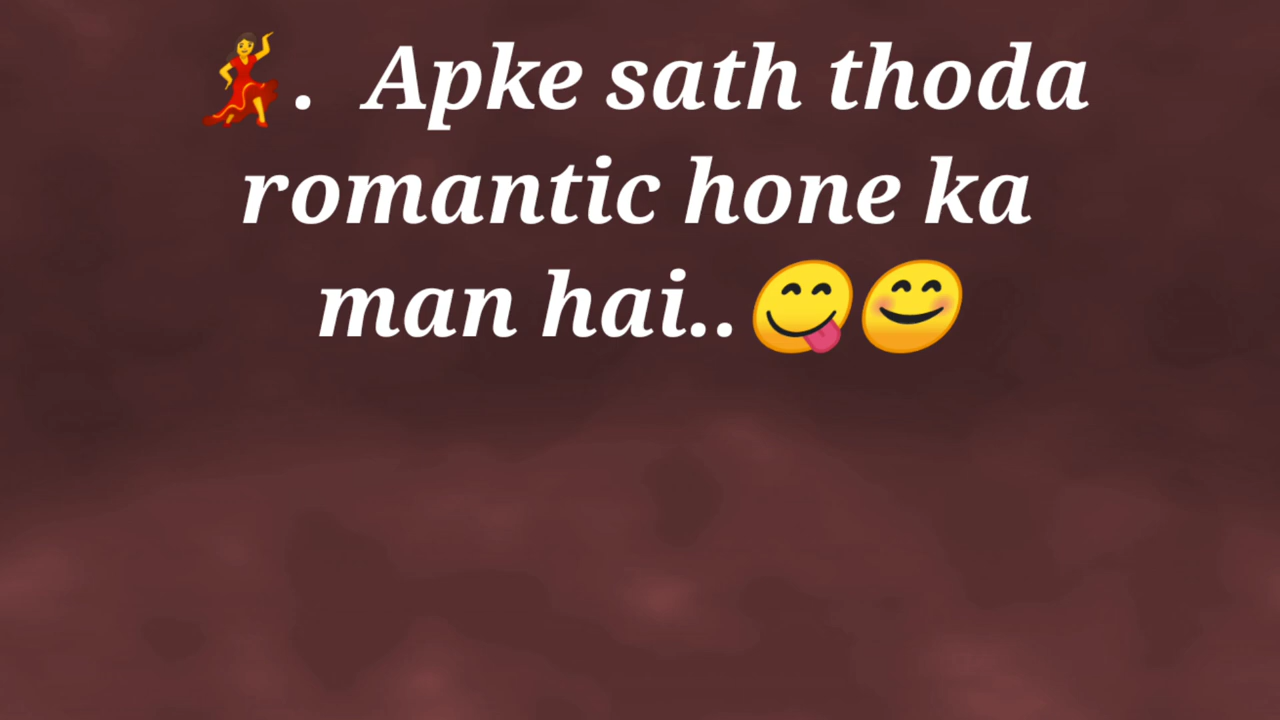 💃. Apke sath thoda
romantic hone ka
man hai..😋😊